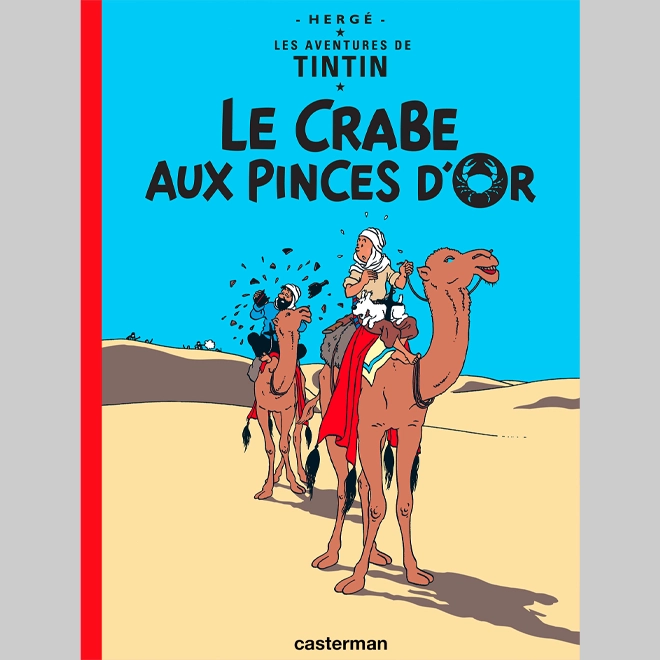 - HERGÉ -
LES AVENTURES DE
TINTIN
LE CRABE
AUX PINCES D'OR
casterman